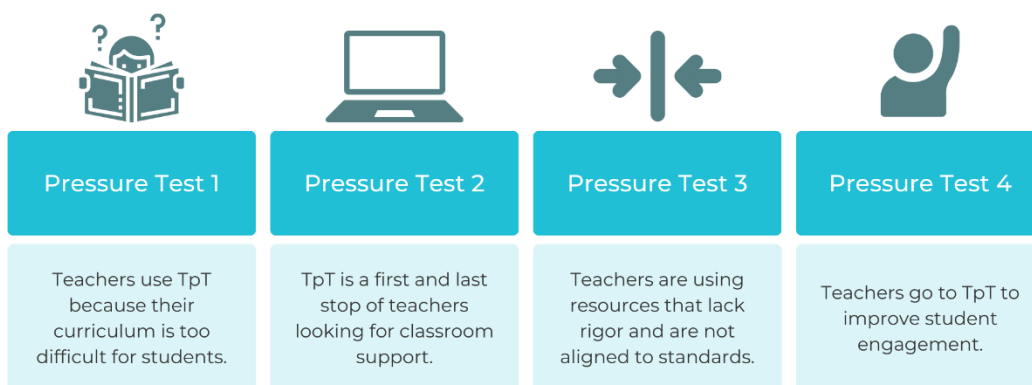 ? ?
Pressure Test 1
Pressure Test 2
Pressure Test 3
Pressure Test 4
Teachers use TpT
because their
curriculum is too
difficult for students.
TpT is a first and last
stop of teachers
looking for classroom
support.
Teachers are using
resources that lack
rigor and are not
aligned to standards.
Teachers go to TpT to
improve student
engagement.